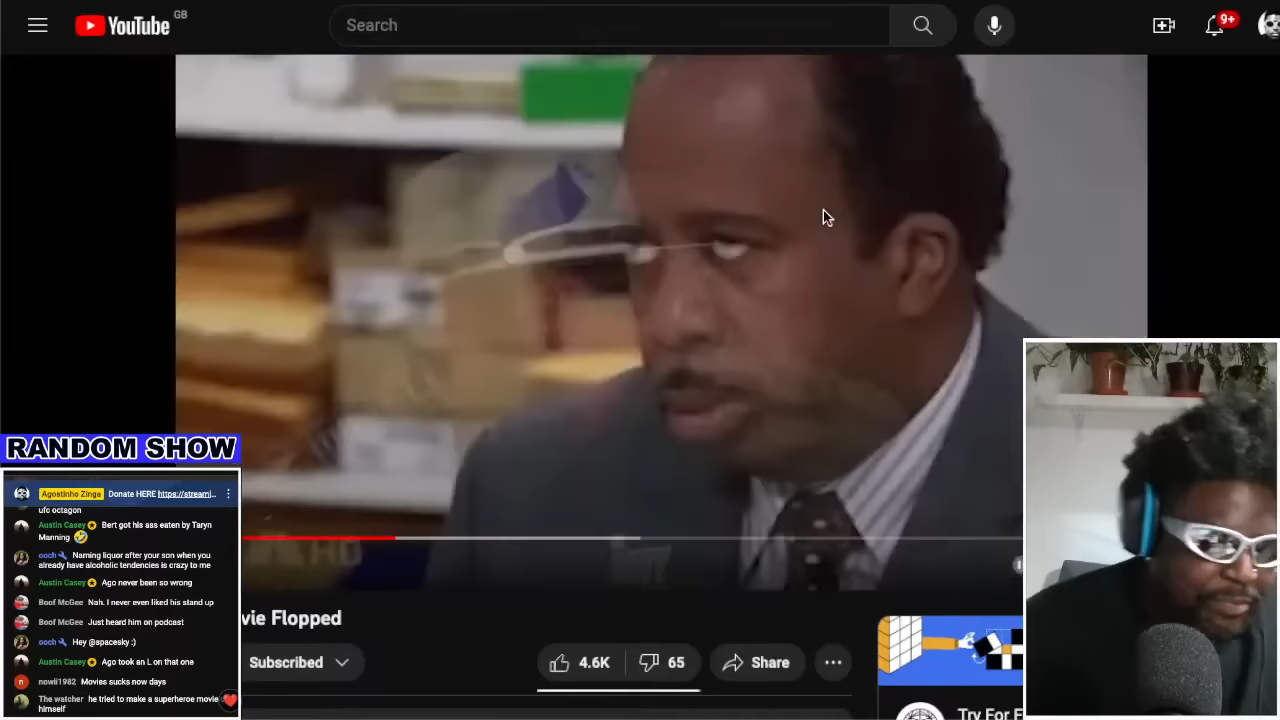 YouTube GB
Search
9+
HD
RANDOM SHOW
Agostinho Zinga Donate HERE https://streaml...
ufc octagon
Austin Casey Bert got his ass eaten by Taryn
Manning 🤣
ooch Naming liquor after your son when you
already have alcoholic tendencies is crazy to me
Austin Casey Ago never been so wrong
Boof McGee Nah. I never even liked his stand up
Boof McGee Just heard him on podcast
ooch Hey @spacesky :)
Austin Casey Ago took an L on that one
n nowii1982 Movies sucks now days
The watcher he tried to make a superheroe movie
himself
vie Flopped
Subscribed
4.6K
65
Share
Try For F